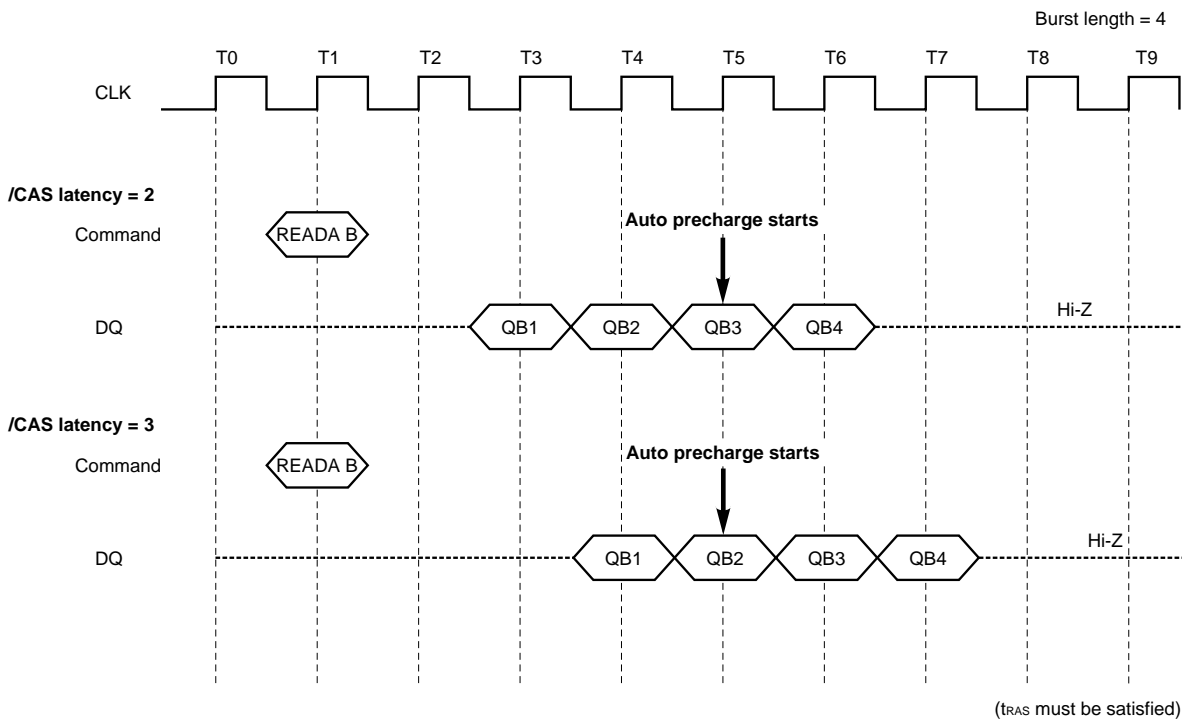 Burst length = 4
T0 T1 T2 T3 T4 T5 T6 T7 T8 T9
CLK
/CAS latency = 2
Auto precharge starts
Command READA B
Hi-Z
DQ QB1 QB2 QB3 QB4
/CAS latency = 3
Auto precharge starts
Command READA B
Hi-Z
DQ QB1 QB2 QB3 QB4
(tRAS must be satisfied)